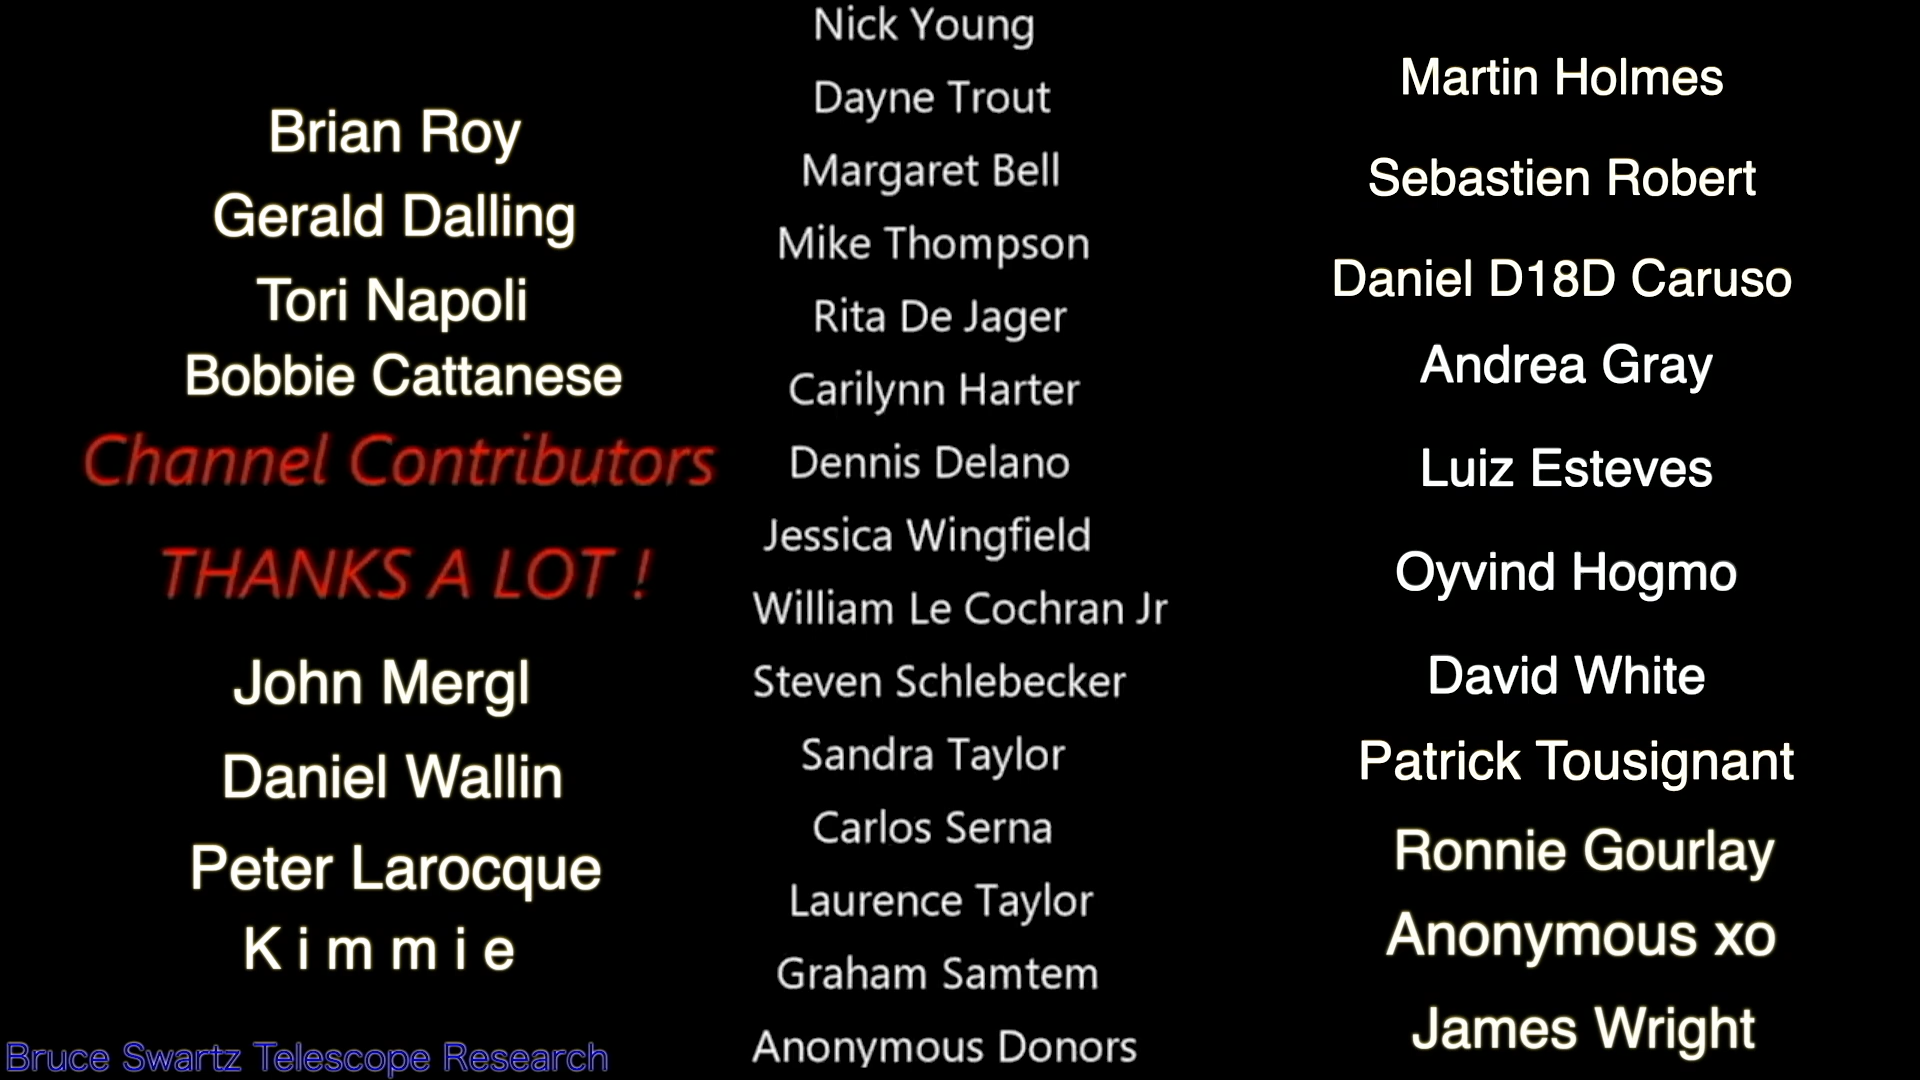 Brian Roy
Gerald Dalling
Tori Napoli
Bobbie Cattanese
Channel Contributors
THANKS A LOT !
John Mergl
Daniel Wallin
Peter Larocque
K i m m i e
Bruce Swartz Telescope Research
Nick Young
Dayne Trout
Margaret Bell
Mike Thompson
Rita De Jager
Carilynn Harter
Dennis Delano
Jessica Wingfield
William Le Cochran Jr
Steven Schlebecker
Sandra Taylor
Carlos Serna
Laurence Taylor
Graham Samtem
Anonymous Donors
Martin Holmes
Sebastien Robert
Daniel D18D Caruso
Andrea Gray
Luiz Esteves
Oyvind Hogmo
David White
Patrick Tousignant
Ronnie Gourlay
Anonymous xo
James Wright